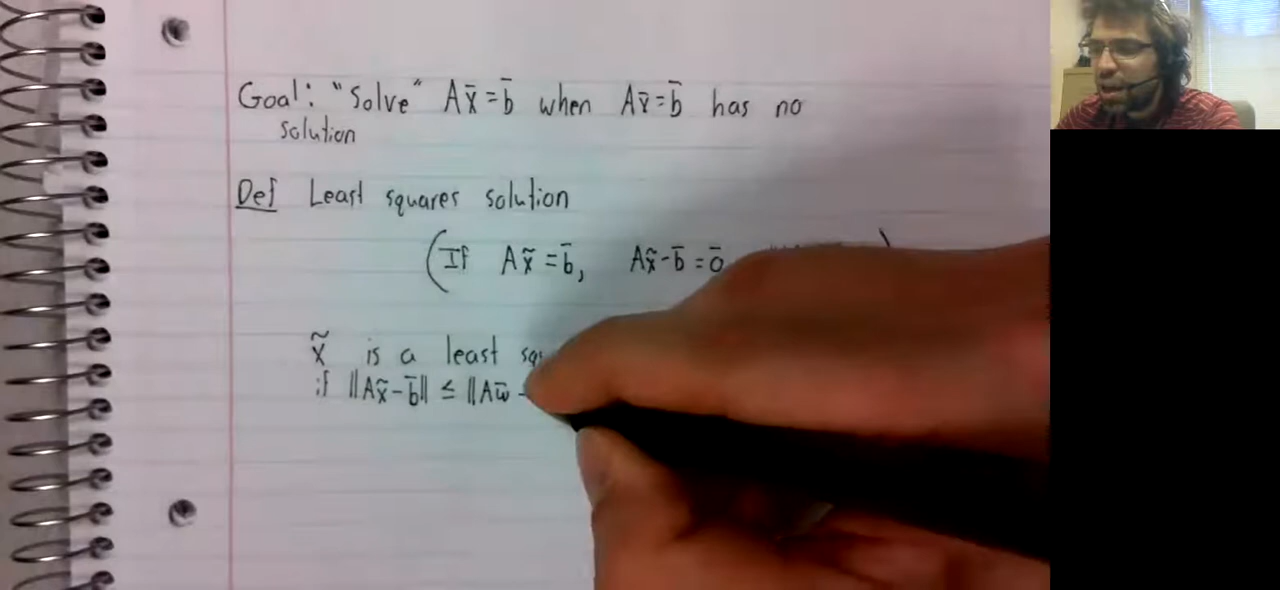 Goal: "Solve" Ax̄ = b̄ when Ax̄ = b̄ has no
solution
Def Least squares solution
(If Ax̃ = b̄, Ax̃ - b̄ = ō
x̃ is a least
if ||Ax̃ - b̄|| ≤ ||Aw̄ -